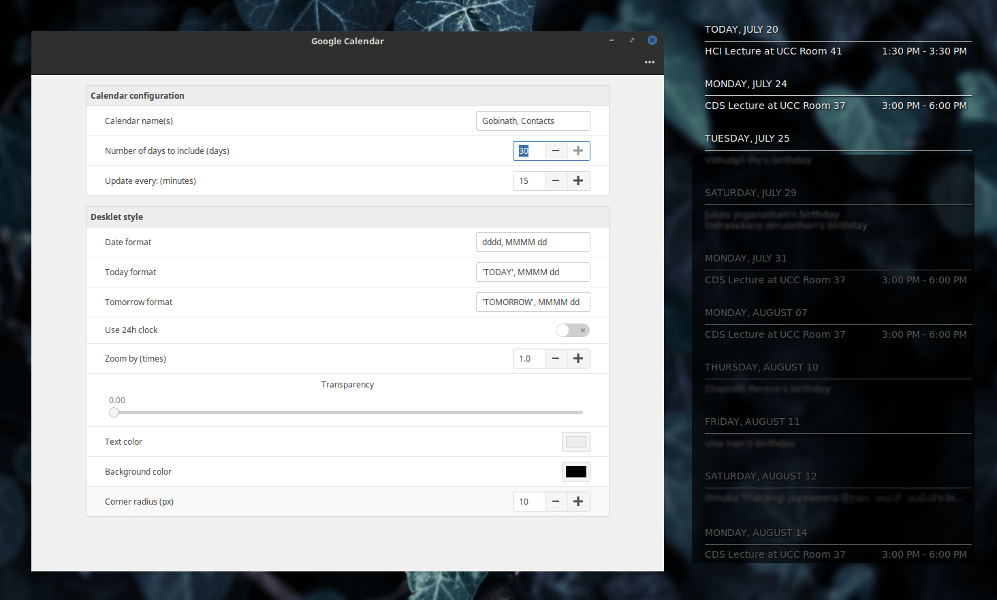 Google Calendar
Calendar configuration
Calendar name(s) Gobinath, Contacts
Number of days to include (days) 30
Update every: (minutes) 15
Desklet style
Date format dddd, MMMM dd
Today format 'TODAY', MMMM dd
Tomorrow format 'TOMORROW', MMMM dd
Use 24h clock
Zoom by (times) 1.0
Transparency
0.00
Text color
Background color
Corner radius (px) 10
TODAY, JULY 20
HCI Lecture at UCC Room 41 1:30 PM - 3:30 PM
MONDAY, JULY 24
CDS Lecture at UCC Room 37 3:00 PM - 6:00 PM
TUESDAY, JULY 25
birthday
SATURDAY, JULY 29
birthday
birthday
MONDAY, JULY 31
CDS Lecture at UCC Room 37 3:00 PM - 6:00 PM
MONDAY, AUGUST 07
CDS Lecture at UCC Room 37 3:00 PM - 6:00 PM
THURSDAY, AUGUST 10
birthday
FRIDAY, AUGUST 11
birthday
SATURDAY, AUGUST 12
MONDAY, AUGUST 14
CDS Lecture at UCC Room 37 3:00 PM - 6:00 PM